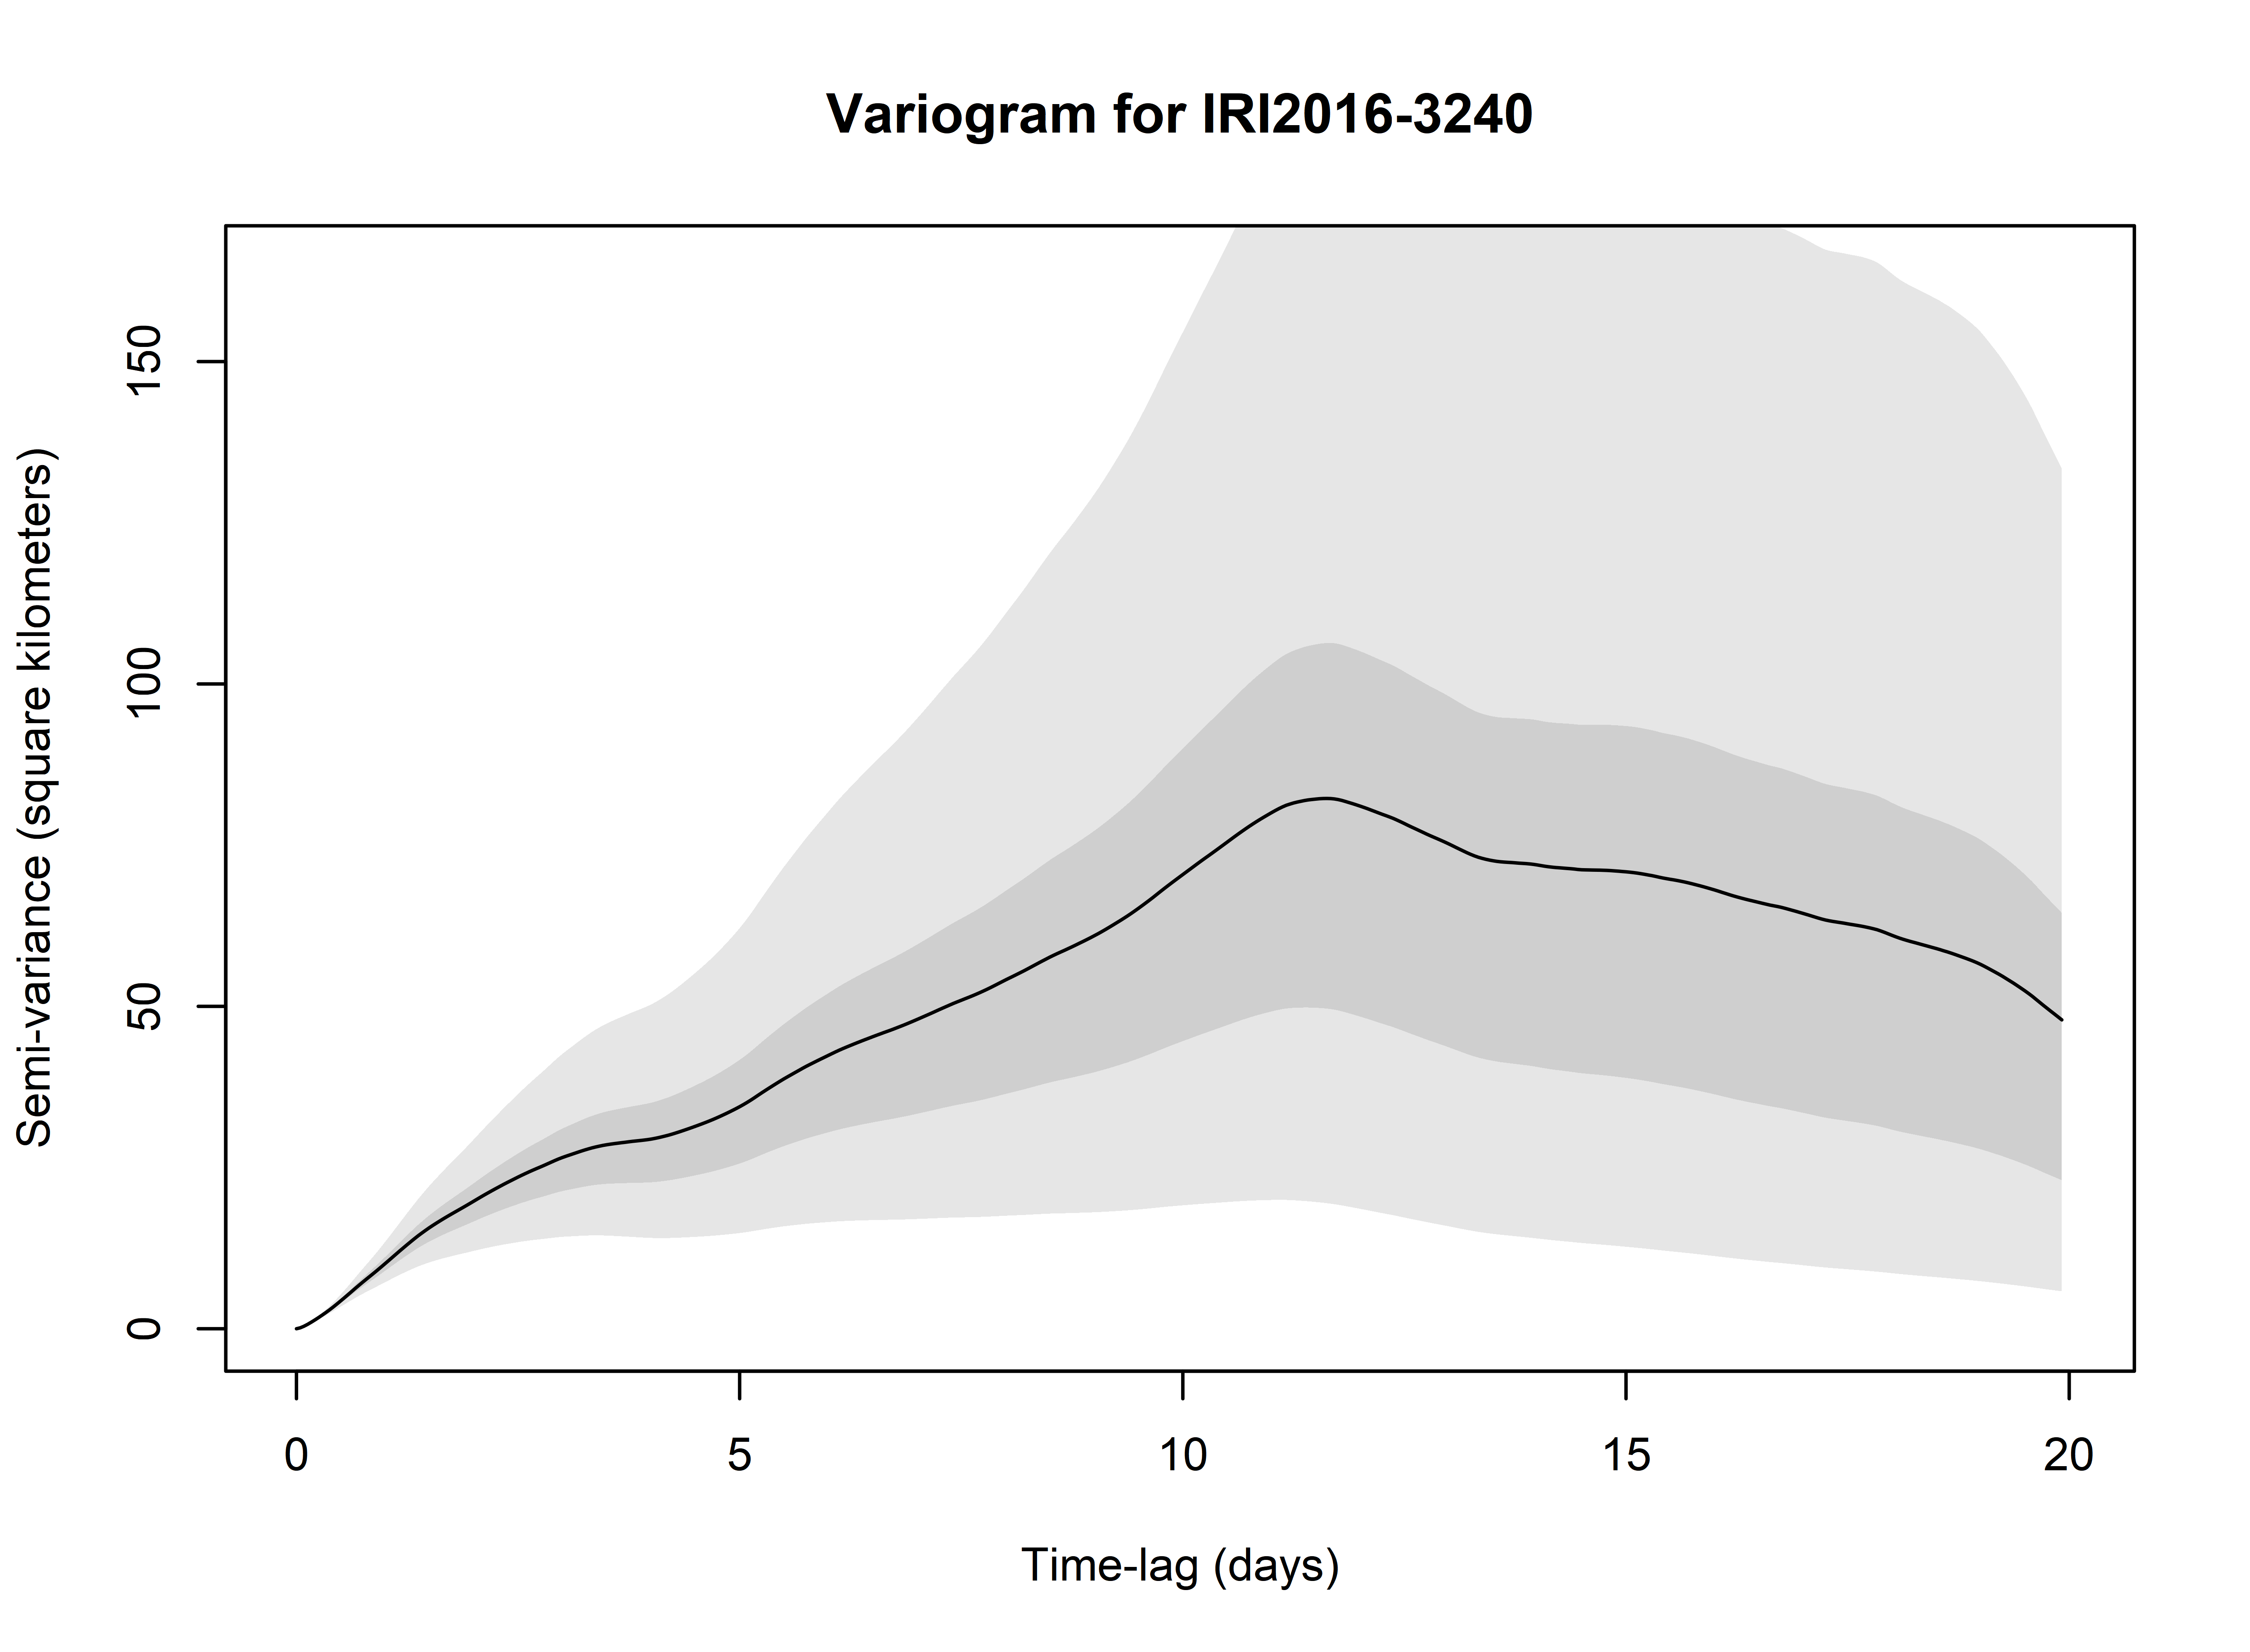 Variogram for IRI2016-3240
Semi-variance (square kilometers)
150
100
50
0
0 5 10 15 20
Time-lag (days)